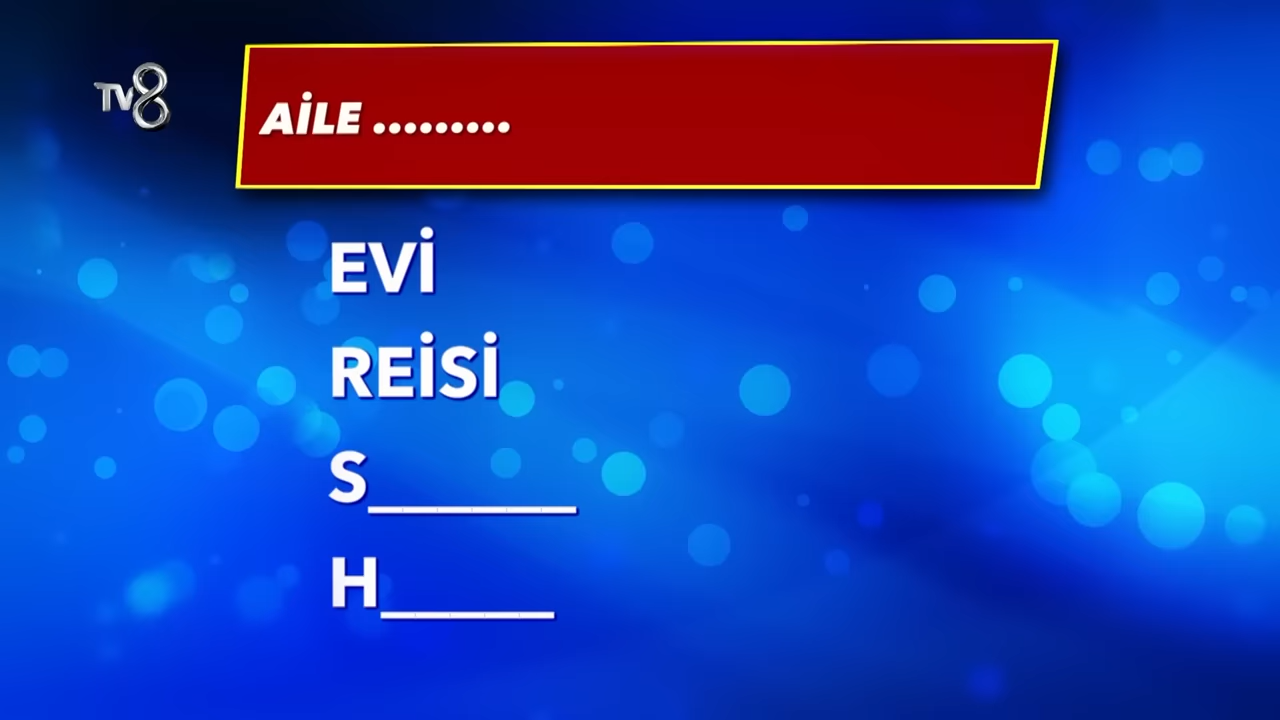 TV8
AİLE .........
EVİ
REİSİ
S______
H_____